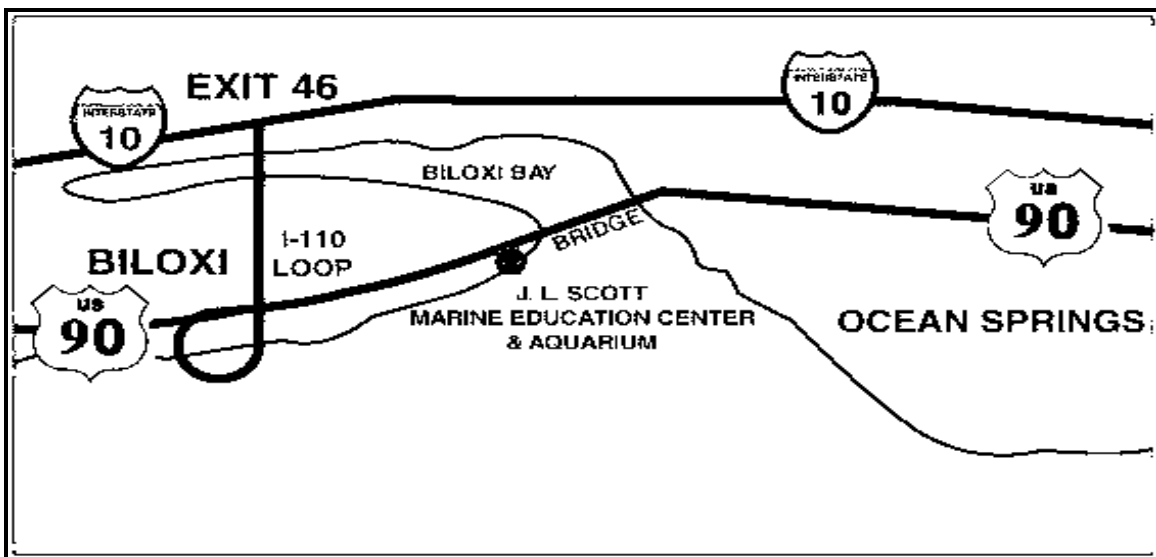 EXIT 46
INTERSTATE
10
INTERSTATE
10
BILOXI BAY
US
90
BRIDGE
I-110
LOOP
BILOXI
US
90
J. L. SCOTT
MARINE EDUCATION CENTER
& AQUARIUM
OCEAN SPRINGS